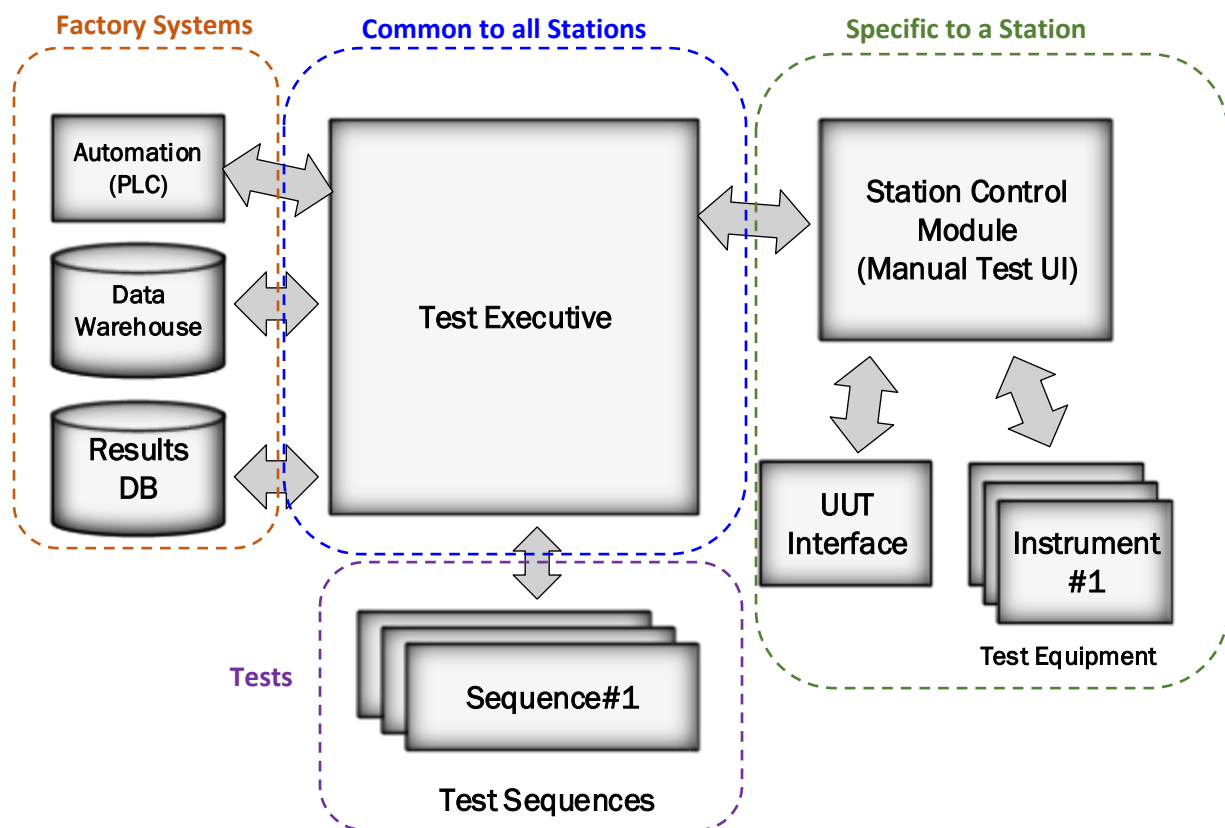 Factory Systems
Common to all Stations
Specific to a Station
Automation
(PLC)
Data
Warehouse
Results
DB
Test Executive
Station Control
Module
(Manual Test UI)
UUT
Interface
Instrument
#1
Test Equipment
Tests
Sequence#1
Test Sequences